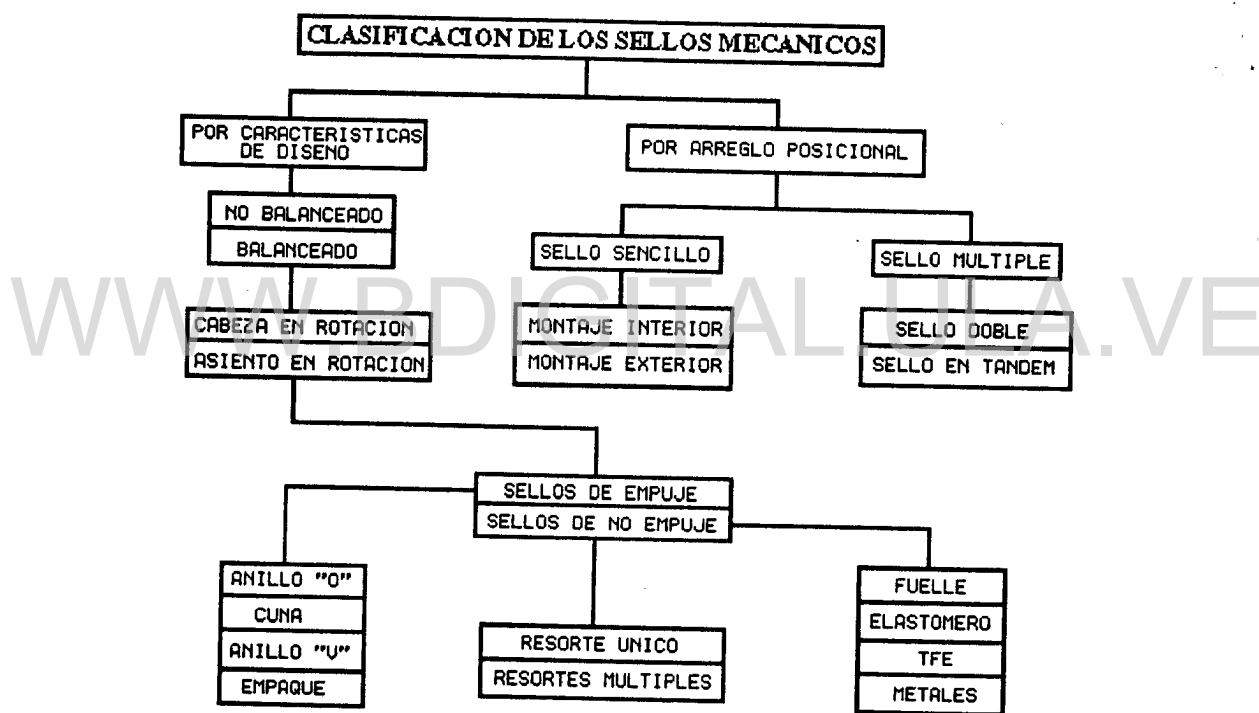 CLASIFICACION DE LOS SELLOS MECANICOS
POR CARACTERISTICAS
DE DISENO
POR ARREGLO POSICIONAL
NO BALANCEADO
BALANCEADO
SELLO SENCILLO
SELLO MULTIPLE
WWW.BDIGITAL.ULA.VE
CABEZA EN ROTACION
ASIENTO EN ROTACION
MONTAJE INTERIOR
MONTAJE EXTERIOR
SELLO DOBLE
SELLO EN TANDEM
SELLOS DE EMPUJE
SELLOS DE NO EMPUJE
ANILLO "O"
CUNA
ANILLO "V"
EMPAQUE
RESORTE UNICO
RESORTES MULTIPLES
FUELLE
ELASTOMERO
TFE
METALES